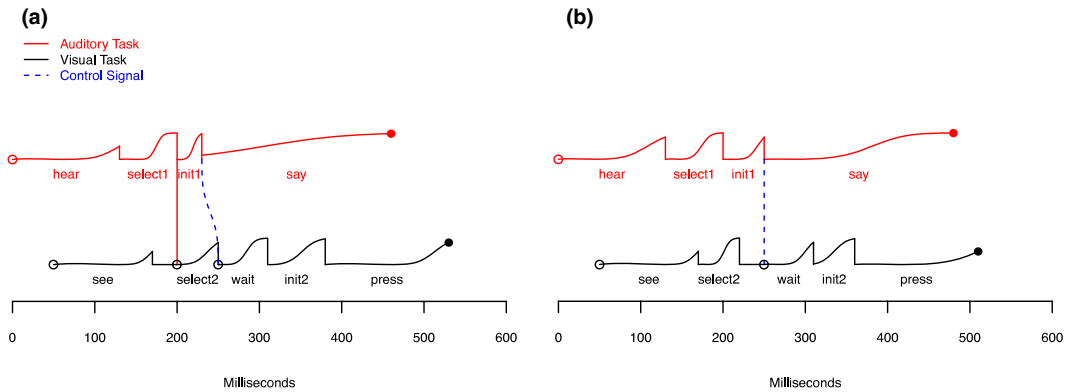 (a)
Auditory Task
Visual Task
Control Signal
hear select1 init1 say
see select2 wait init2 press
0 100 200 300 400 500 600
Milliseconds
(b)
hear select1 init1 say
see select2 wait init2 press
0 100 200 300 400 500 600
Milliseconds